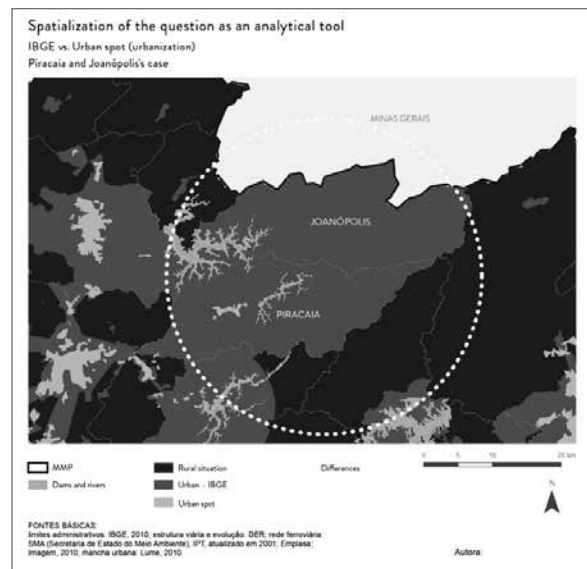 Spatialization of the question as an analytical tool
IBGE vs. Urban spot (urbanization)
Piracaia and Joanópolis's case
MINAS GERAIS
JOANÓPOLIS
PIRACAIA
MMP
Dams and rivers
Rural situation
Urban - IBGE
Urban spot
Differences
0 5 10 20 km
N
FONTES BÁSICAS:
limites administrativos: IBGE, 2010; estrutura viária e evolução: DER; rede ferroviária:
SMA (Secretaria de Estado do Meio Ambiente), IPT, atualizado em 2001; Emplasa;
Imagem, 2010; mancha urbana: Lume, 2010.
Autora: